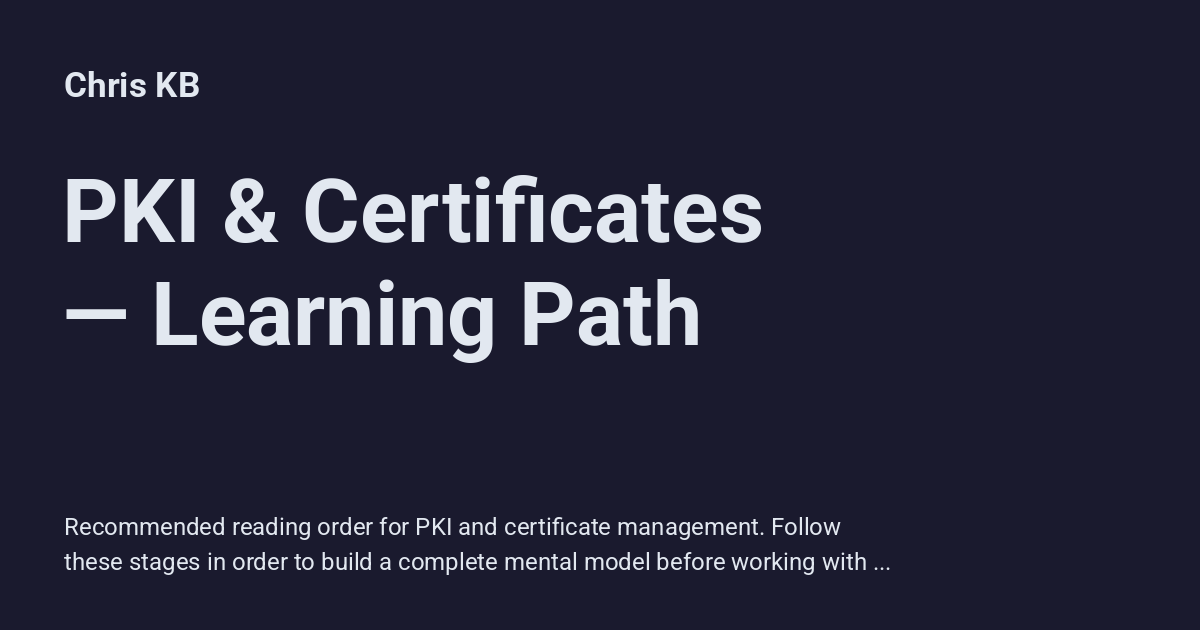 Chris KB
PKI & Certificates
— Learning Path
Recommended reading order for PKI and certificate management. Follow
these stages in order to build a complete mental model before working with ...